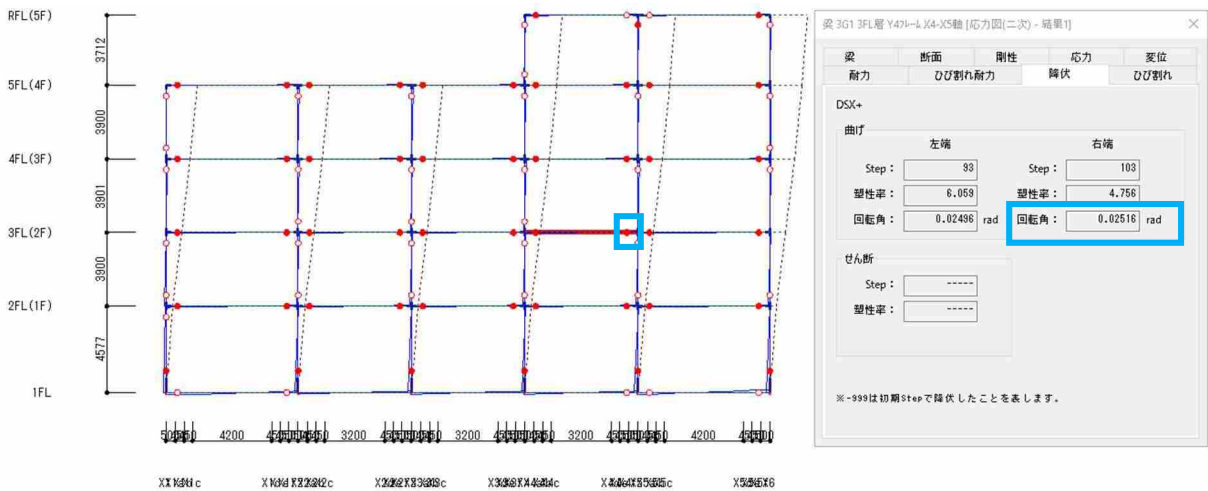 RFL(5F)
3712
5FL(4F)
3900
4FL(3F)
3901
3FL(2F)
3900
2FL(1F)
4577
1FL
4200
3200
3200
3200
4200
梁 3G1 3FL層 Y4フレーム X4-X5軸 [応力図(二次) - 結果1]
梁 断面 剛性 応力 変位
耐力 ひび割れ耐力 降伏 ひび割れ
DSX+
曲げ
左端 右端
Step： 93 Step： 103
塑性率： 6.059 塑性率： 4.756
回転角： 0.02496 rad 回転角： 0.02516 rad
せん断
Step： -----
塑性率： -----
※-999は初期Stepで降伏したことを表します。